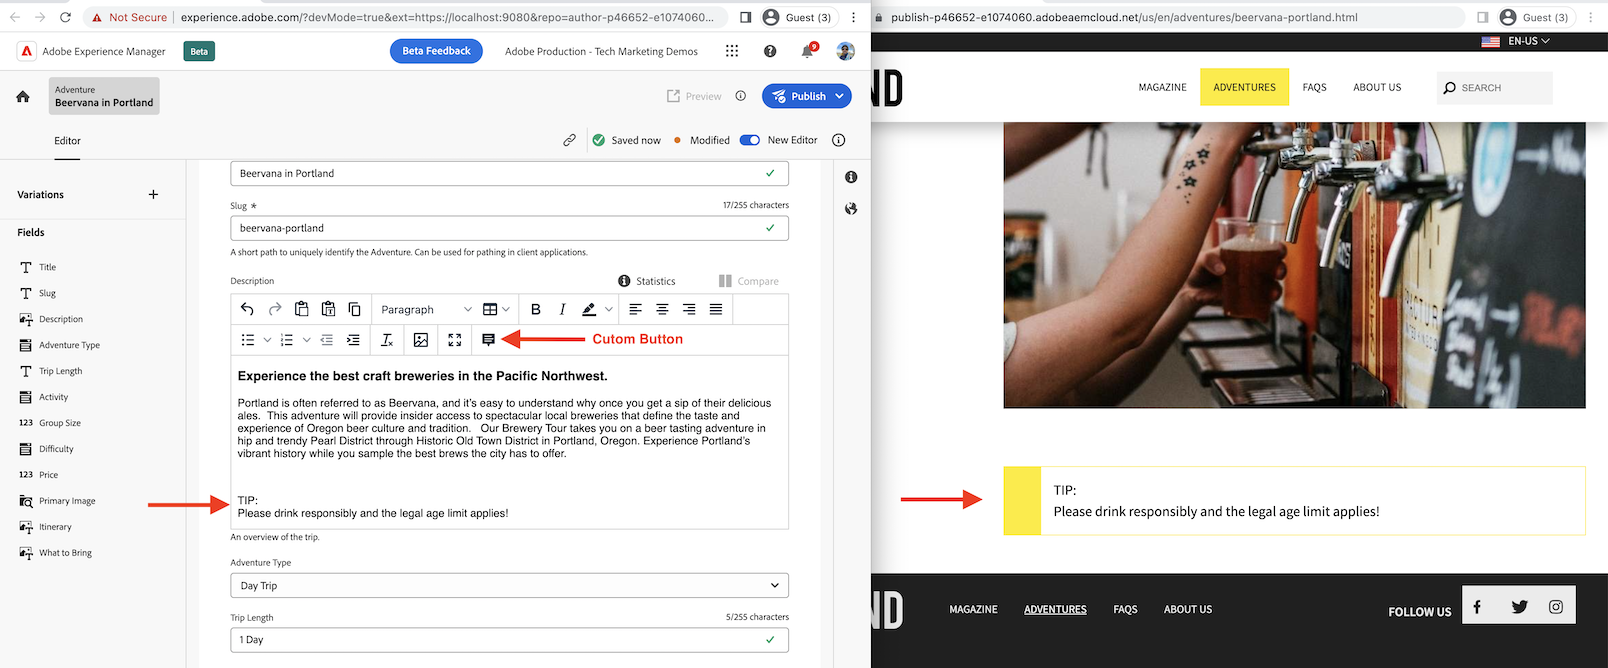 Not Secure
experience.adobe.com/?devMode=true&ext=https://localhost:9080&repo=author-p46652-e1074060...
Guest (3)
Adobe Experience Manager
Beta
Beta Feedback
Adobe Production - Tech Marketing Demos
9
Adventure
Beervana in Portland
Preview
Publish
Editor
Saved now
Modified
New Editor
Variations
Fields
Title
Slug
Description
Adventure Type
Trip Length
Activity
123 Group Size
Difficulty
123 Price
Primary Image
Itinerary
What to Bring
Beervana in Portland
Slug *
17/255 characters
beervana-portland
A short path to uniquely identify the Adventure. Can be used for pathing in client applications.
Description
Statistics
Compare
Paragraph
B I
Cutom Button
Experience the best craft breweries in the Pacific Northwest.
Portland is often referred to as Beervana, and it's easy to understand why once you get a sip of their delicious
ales.  This adventure will provide insider access to spectacular local breweries that define the taste and
experience of Oregon beer culture and tradition.   Our Brewery Tour takes you on a beer tasting adventure in
hip and trendy Pearl District through Historic Old Town District in Portland, Oregon. Experience Portland's
vibrant history while you sample the best brews the city has to offer.
TIP:
Please drink responsibly and the legal age limit applies!
An overview of the trip.
Adventure Type
Day Trip
Trip Length
5/255 characters
1 Day
publish-p46652-e1074060.adobeaemcloud.net/us/en/adventures/beervana-portland.html
Guest (3)
EN-US
ND
MAGAZINE
ADVENTURES
FAQS
ABOUT US
SEARCH
TIP:
Please drink responsibly and the legal age limit applies!
ND
MAGAZINE
ADVENTURES
FAQS
ABOUT US
FOLLOW US